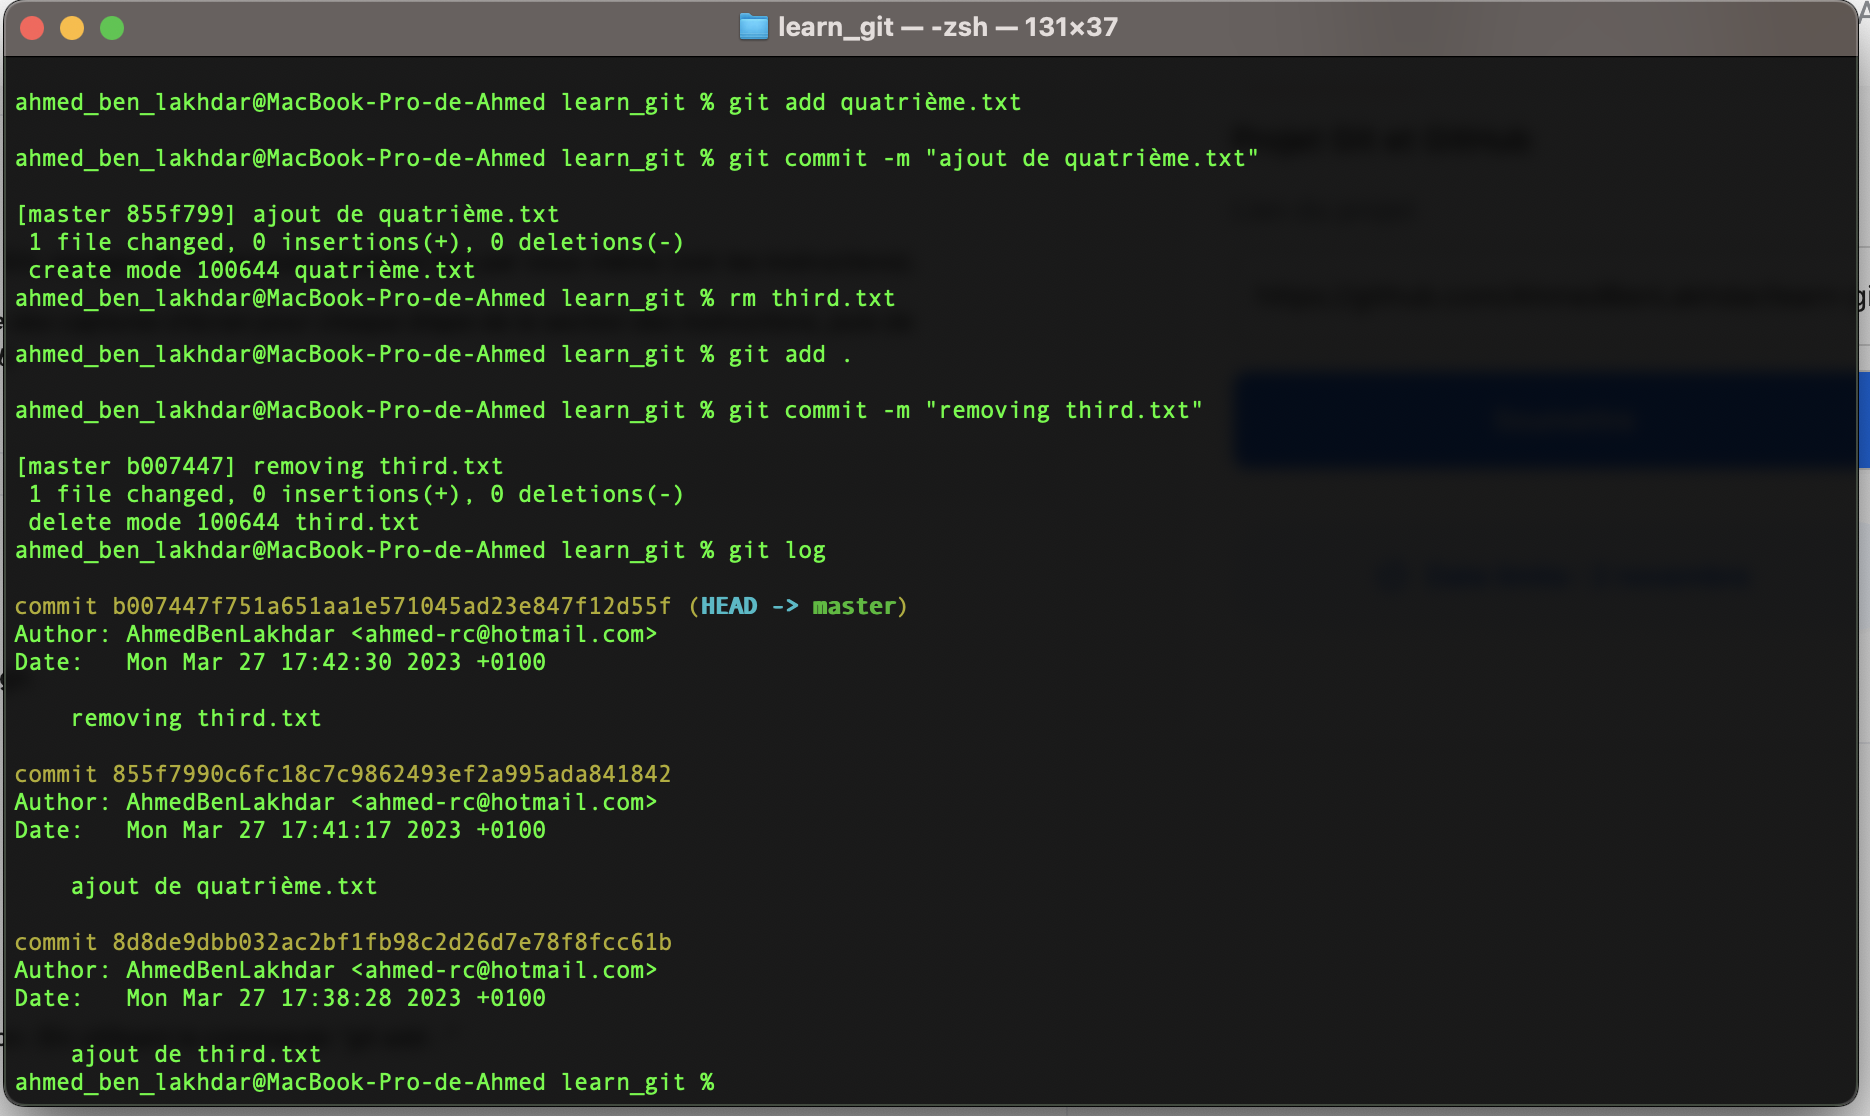 learn_git — -zsh — 131×37
ahmed_ben_lakhdar@MacBook-Pro-de-Ahmed learn_git % git add quatrième.txt
ahmed_ben_lakhdar@MacBook-Pro-de-Ahmed learn_git % git commit -m "ajout de quatrième.txt"
[master 855f799] ajout de quatrième.txt
1 file changed, 0 insertions(+), 0 deletions(-)
create mode 100644 quatrième.txt
ahmed_ben_lakhdar@MacBook-Pro-de-Ahmed learn_git % rm third.txt
ahmed_ben_lakhdar@MacBook-Pro-de-Ahmed learn_git % git add .
ahmed_ben_lakhdar@MacBook-Pro-de-Ahmed learn_git % git commit -m "removing third.txt"
[master b007447] removing third.txt
1 file changed, 0 insertions(+), 0 deletions(-)
delete mode 100644 third.txt
ahmed_ben_lakhdar@MacBook-Pro-de-Ahmed learn_git % git log
commit b007447f751a651aa1e571045ad23e847f12d55f (HEAD -> master)
Author: AhmedBenLakhdar <ahmed-rc@hotmail.com>
Date:   Mon Mar 27 17:42:30 2023 +0100
removing third.txt
commit 855f7990c6fc18c7c9862493ef2a995ada841842
Author: AhmedBenLakhdar <ahmed-rc@hotmail.com>
Date:   Mon Mar 27 17:41:17 2023 +0100
ajout de quatrième.txt
commit 8d8de9dbb032ac2bf1fb98c2d26d7e78f8fcc61b
Author: AhmedBenLakhdar <ahmed-rc@hotmail.com>
Date:   Mon Mar 27 17:38:28 2023 +0100
ajout de third.txt
ahmed_ben_lakhdar@MacBook-Pro-de-Ahmed learn_git %